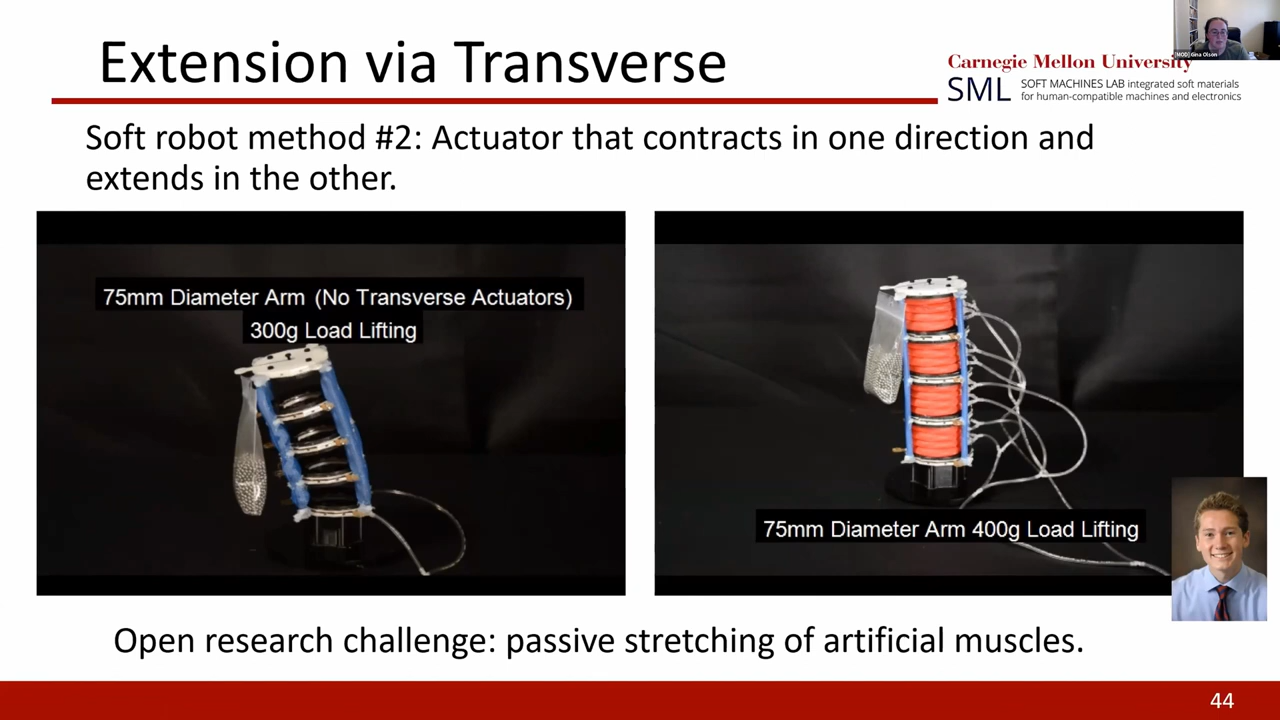 Extension via Transverse
[MOD] Gina Olson
Carnegie Mellon University
SML SOFT MACHINES LAB integrated soft materials
for human-compatible machines and electronics
Soft robot method #2: Actuator that contracts in one direction and
extends in the other.
75mm Diameter Arm (No Transverse Actuators)
300g Load Lifting
75mm Diameter Arm 400g Load Lifting
Open research challenge: passive stretching of artificial muscles.
44